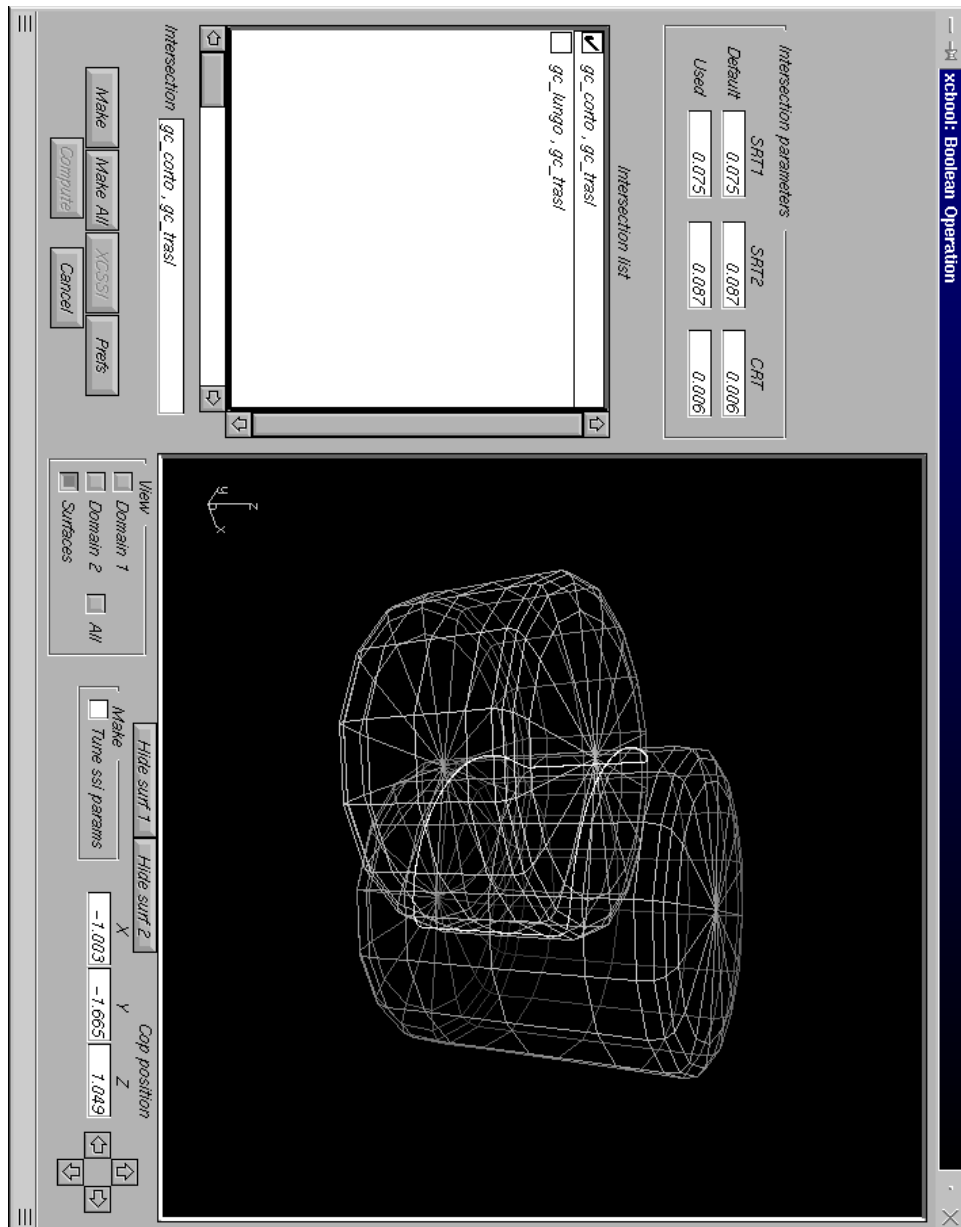 xcbool: Boolean Operation
Intersection parameters
SRT1 SRT2 CRT
Default 0.075 0.087 0.006
Used 0.075 0.087 0.006
Intersection list
gc_corto , gc_trasl
gc_lungo , gc_trasl
Intersection gc_corto , gc_trasl
Make Make All XCSSI Prefs
Compute Cancel
z
y
x
View
Domain 1
Domain 2 All
Surfaces
Hide surf 1 Hide surf 2
Make
Tune ssi params
Cop position
X Y Z
-1.003 -1.665 1.049